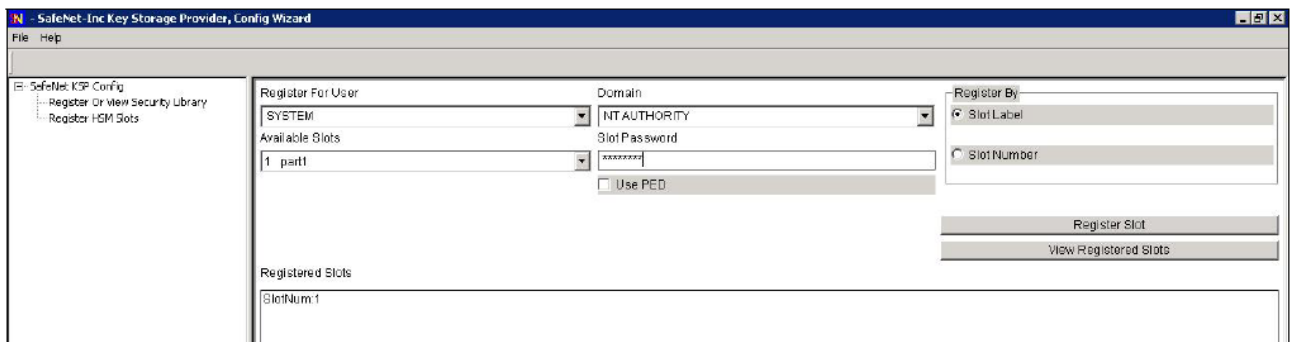 - SafeNet-Inc Key Storage Provider, Config Wizard
File Help
SafeNet KSP Config
Register Or View Security Library
Register HSM Slots
Register For User
Domain
Register By
SYSTEM
NT AUTHORITY
Slot Label
Available Slots
Slot Password
1 part1
********
Slot Number
Use PED
Register Slot
View Registered Slots
Registered Slots
SlotNum:1